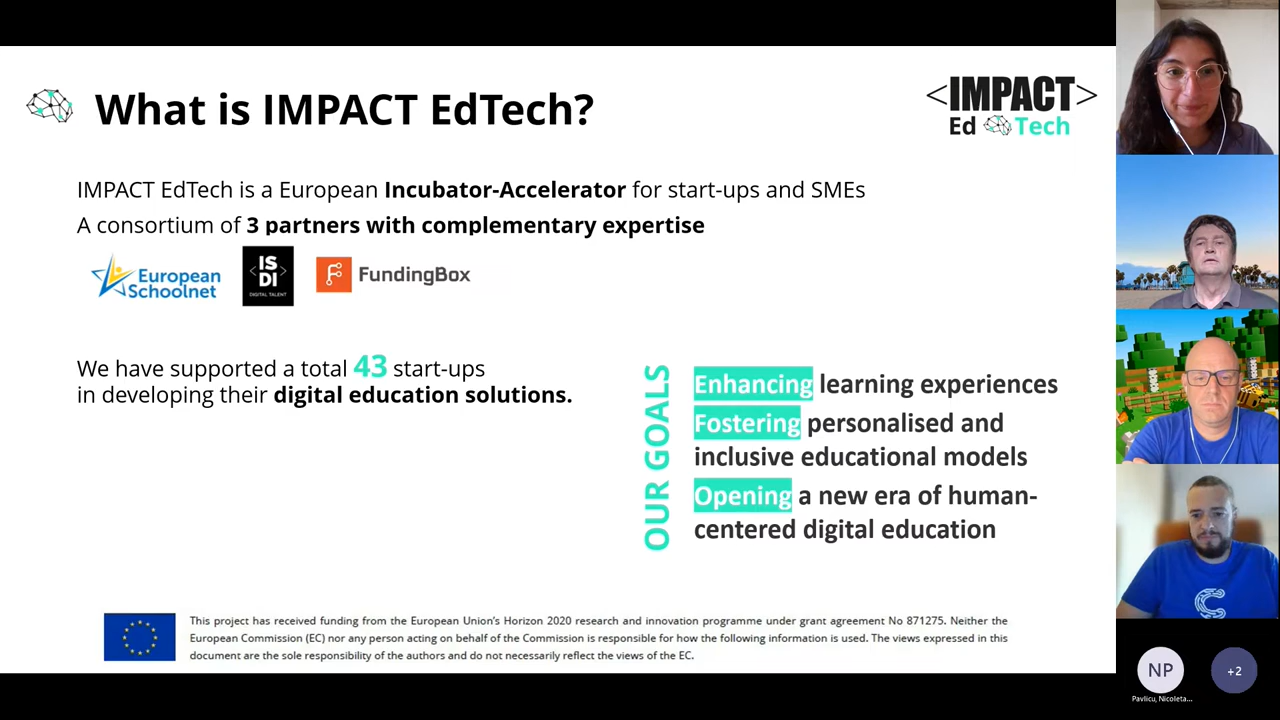 What is IMPACT EdTech?
<IMPACT>
Ed Tech
IMPACT EdTech is a European Incubator-Accelerator for start-ups and SMEs
A consortium of 3 partners with complementary expertise
European
Schoolnet
<IS
DI>
DIGITAL TALENT
FundingBox
We have supported a total 43 start-ups
in developing their digital education solutions.
OUR GOALS
Enhancing learning experiences
Fostering personalised and
inclusive educational models
Opening a new era of human-
centered digital education
This project has received funding from the European Union's Horizon 2020 research and innovation programme under grant agreement No 871275. Neither the
European Commission (EC) nor any person acting on behalf of the Commission is responsible for how the following information is used. The views expressed in this
document are the sole responsibility of the authors and do not necessarily reflect the views of the EC.
NP
Pavlicu, Nicoleta...
+2